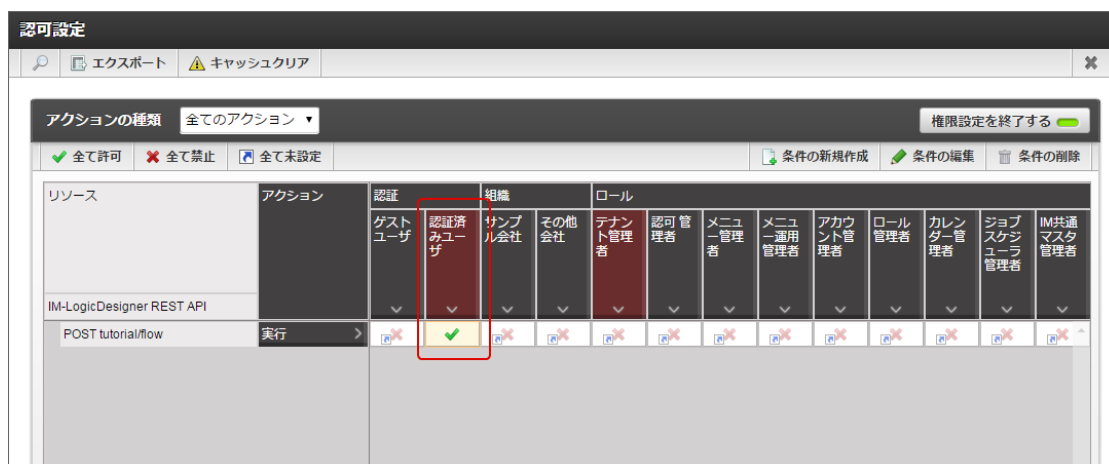 認可設定
エクスポート キャッシュクリア
アクションの種類 全てのアクション 権限設定を終了する
全て許可 全て禁止 全て未設定 条件の新規作成 条件の編集 条件の削除
リソース アクション 認証 組織 ロール
ゲスト
ユーザ
認証済
みユー
ザ
サンプ
ル会社
その他
会社
テナン
ト管理
者
認可管
理者
メニュ
ー管理
者
メニュ
ー運用
管理者
アカウ
ント管
理者
ロール
管理者
カレン
ダー管
理者
ジョブ
スケジ
ューラ
管理者
IM共通
マスタ
管理者
IM-LogicDesigner REST API
POST tutorial/flow 実行